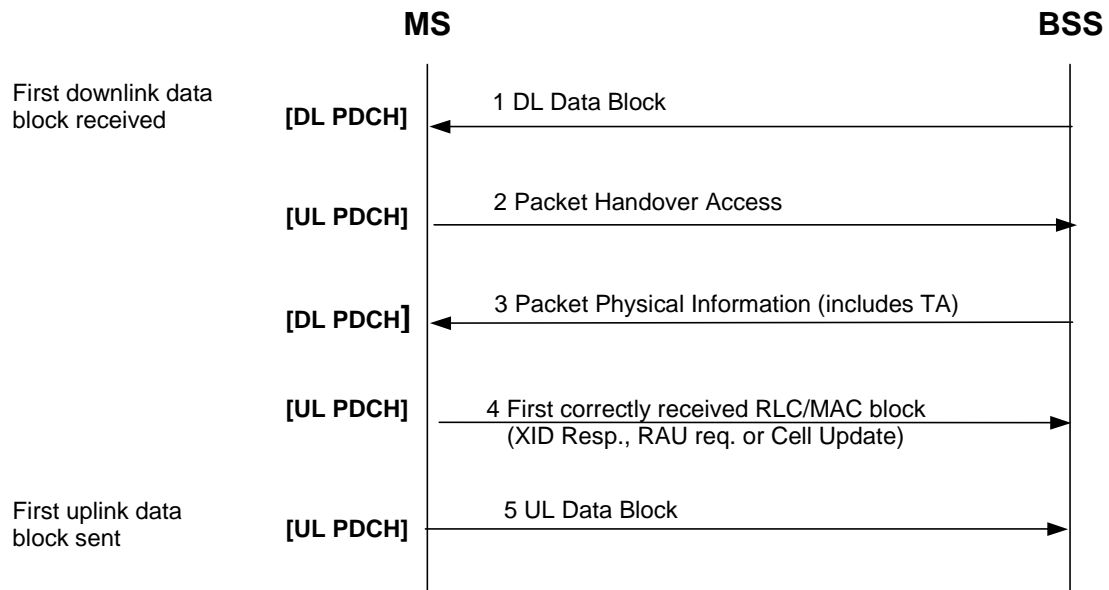 MS
BSS
First downlink data
block received
[DL PDCH]
1 DL Data Block
[UL PDCH]
2 Packet Handover Access
[DL PDCH]
3 Packet Physical Information (includes TA)
[UL PDCH]
4 First correctly received RLC/MAC block
(XID Resp., RAU req. or Cell Update)
First uplink data
block sent
[UL PDCH]
5 UL Data Block